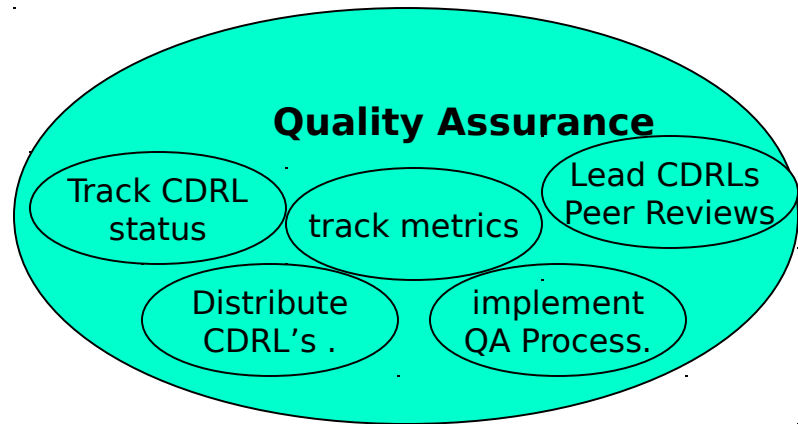 Quality Assurance
Track CDRL
status
track metrics
Lead CDRLs
Peer Reviews
Distribute
CDRL’s .
implement
QA Process.